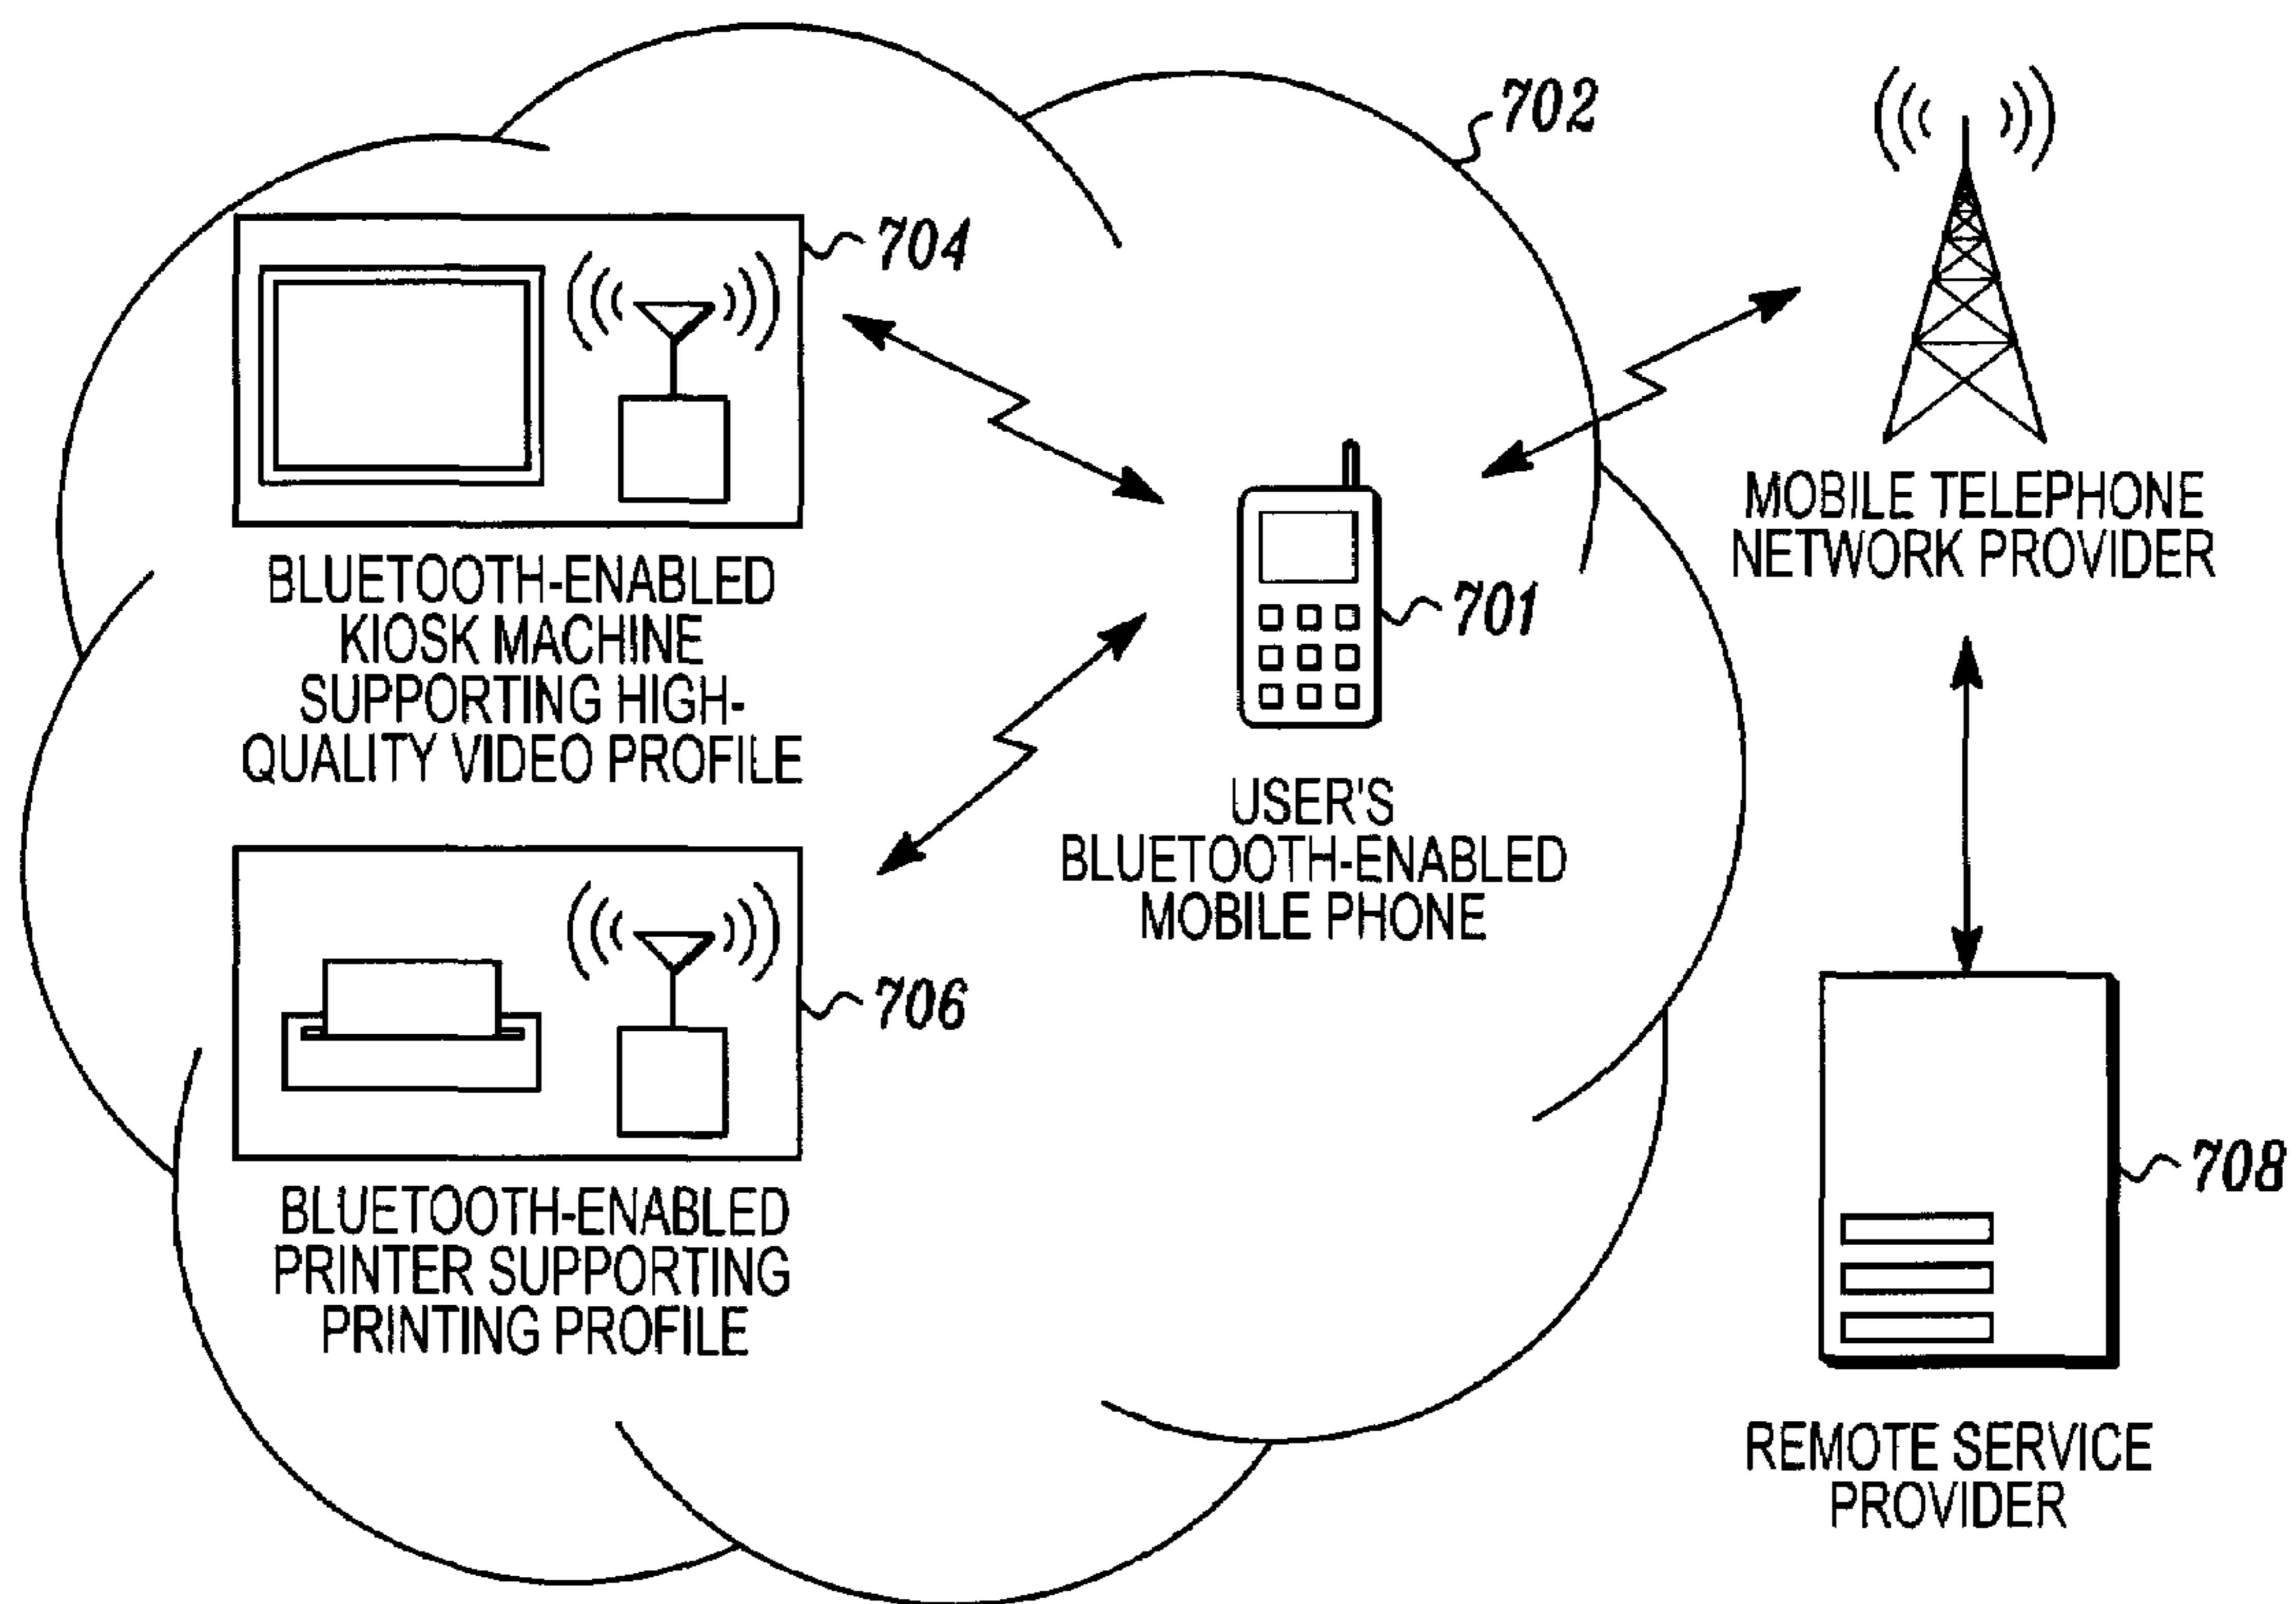 702
704
BLUETOOTH-ENABLED
KIOSK MACHINE
SUPPORTING HIGH-
QUALITY VIDEO PROFILE
701
USER'S
BLUETOOTH-ENABLED
MOBILE PHONE
MOBILE TELEPHONE
NETWORK PROVIDER
706
BLUETOOTH-ENABLED
PRINTER SUPPORTING
PRINTING PROFILE
708
REMOTE SERVICE
PROVIDER